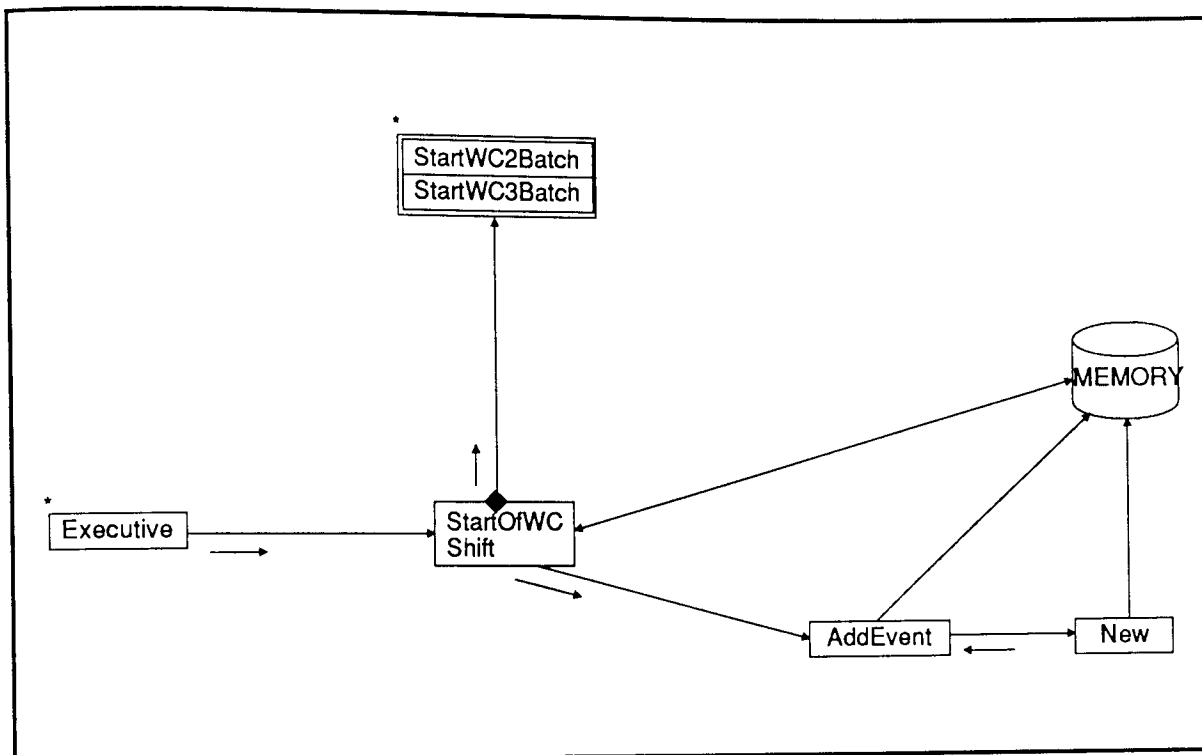 *
StartWC2Batch
StartWC3Batch
MEMORY
*
Executive
StartOfWC
Shift
AddEvent
New